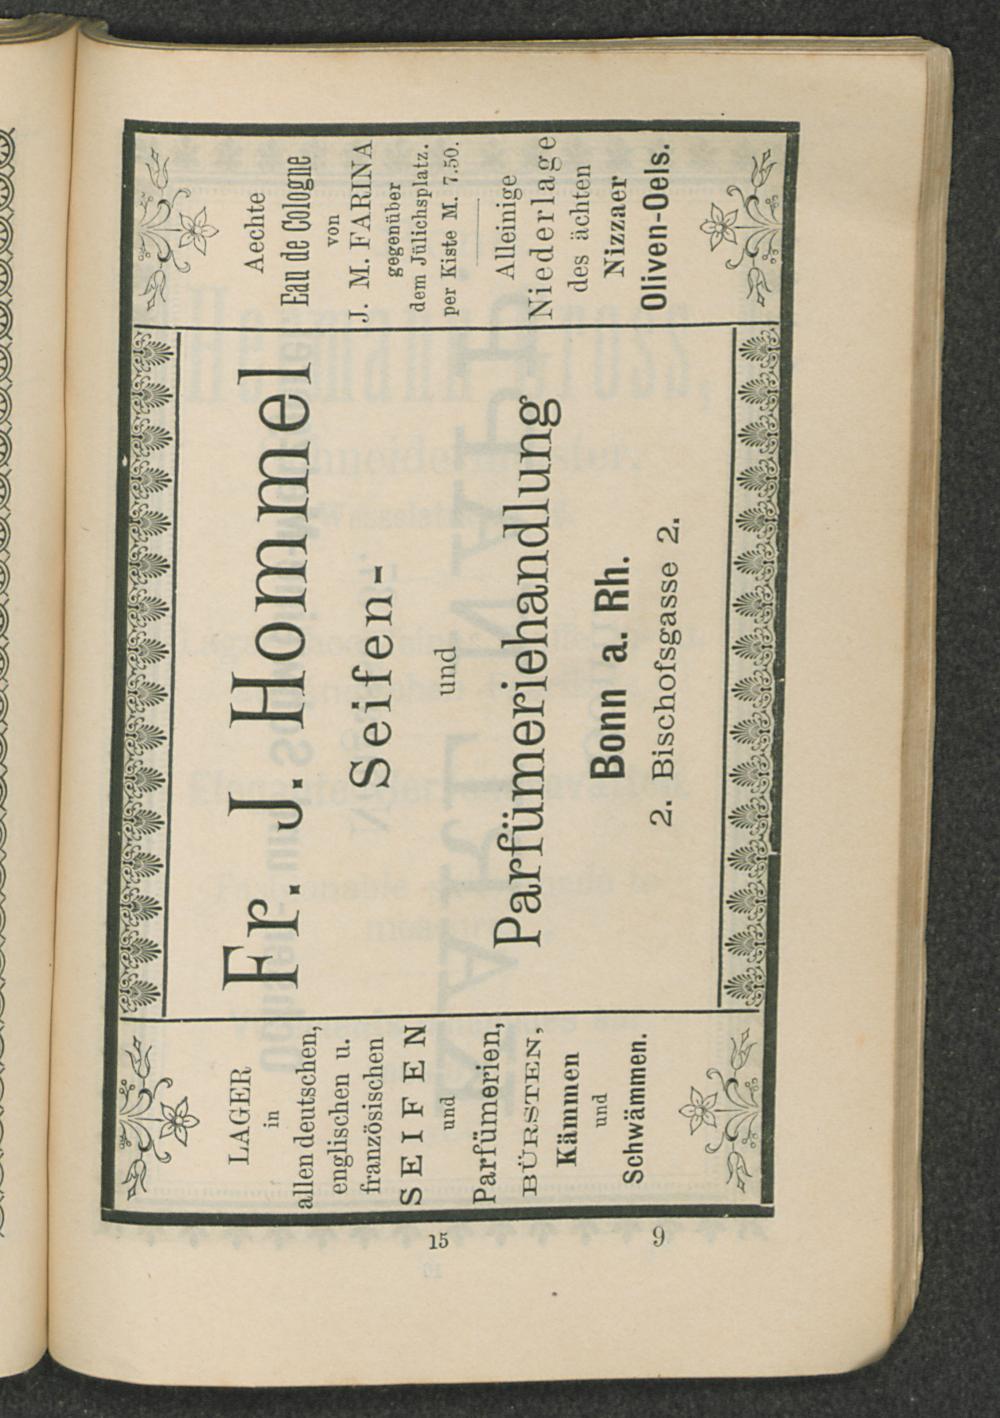 LAGER
in
allen deutschen,
englischen u.
französischen
SEIFEN
und
Parfümerien,
BÜRSTEN,
Kämmen
und
Schwämmen.
Fr. J. Hommel
Seifen-
und
Parfümeriehandlung
Bonn a. Rh.
2. Bischofsgasse 2.
Aechte
Eau de Cologne
von
J. M. FARINA
gegenüber
dem Jülichsplatz.
per Kiste M. 7.50.
Alleinige
Niederlage
des ächten
Nizzaer
Oliven-Oels.
15
9